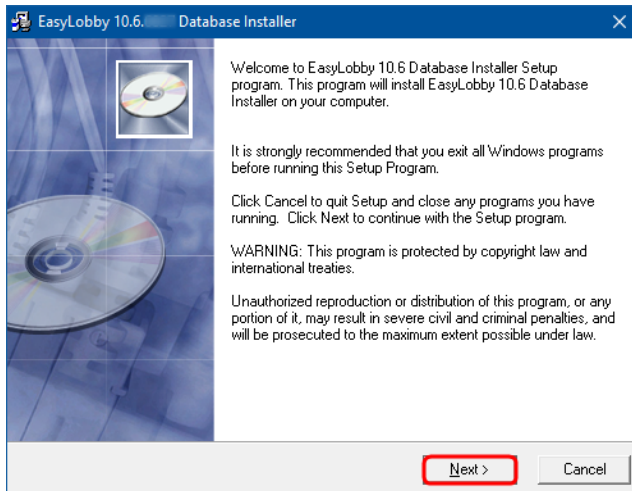 EasyLobby 10.6. Database Installer
Welcome to EasyLobby 10.6 Database Installer Setup
program. This program will install EasyLobby 10.6 Database
Installer on your computer.
It is strongly recommended that you exit all Windows programs
before running this Setup Program.
Click Cancel to quit Setup and close any programs you have
running. Click Next to continue with the Setup program.
WARNING: This program is protected by copyright law and
international treaties.
Unauthorized reproduction or distribution of this program, or any
portion of it, may result in severe civil and criminal penalties, and
will be prosecuted to the maximum extent possible under law.
Next > Cancel